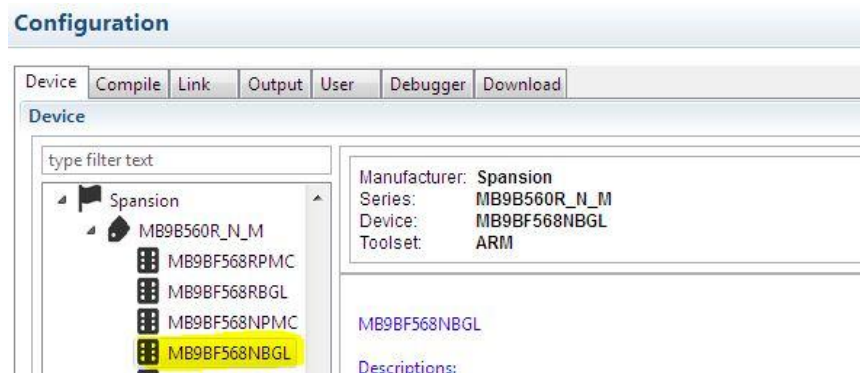 Configuration
Device Compile Link Output User Debugger Download
Device
type filter text
Spansion
MB9B560R_N_M
MB9BF568RPMC
MB9BF568RBGL
MB9BF568NPMC
MB9BF568NBGL
Manufacturer: Spansion
Series: MB9B560R_N_M
Device: MB9BF568NBGL
Toolset: ARM
MB9BF568NBGL
Descriptions: